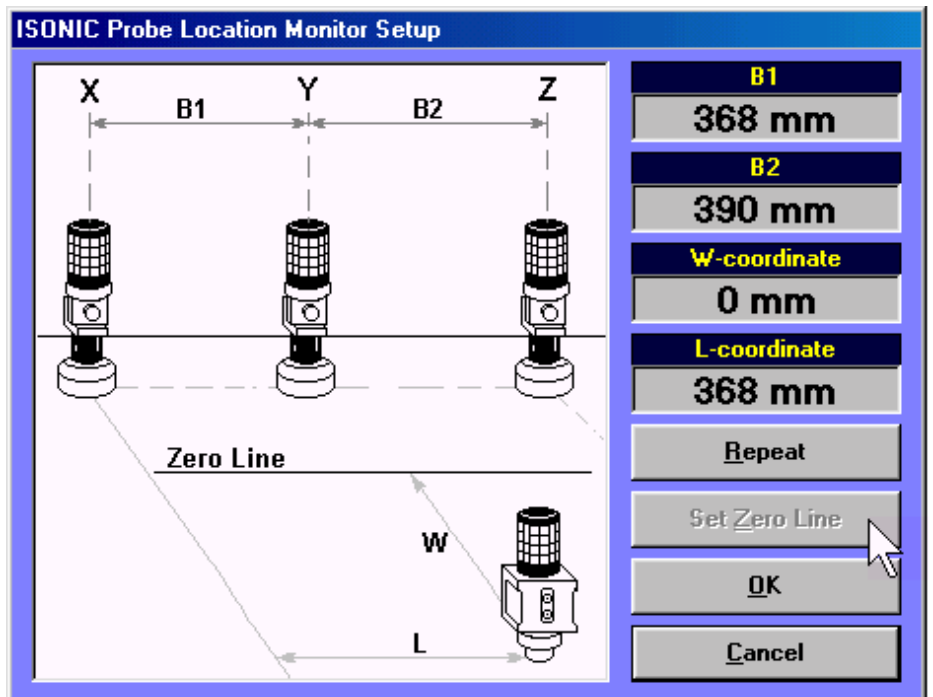 ISONIC Probe Location Monitor Setup
X
Y
Z
B1
B2
Zero Line
W
L
B1
368 mm
B2
390 mm
W-coordinate
0 mm
L-coordinate
368 mm
Repeat
Set Zero Line
OK
Cancel